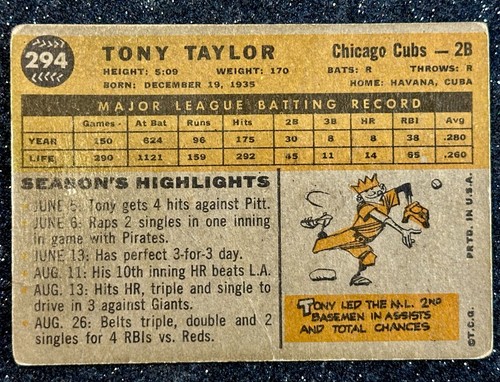 294
TONY TAYLOR
Chicago Cubs — 2B
HEIGHT: 5:09 WEIGHT: 170 BATS: R THROWS: R
BORN: DECEMBER 19, 1935 HOME: HAVANA, CUBA
MAJOR LEAGUE BATTING RECORD
Games At Bat Runs Hits 2B 3B HR RBI Avg.
YEAR 150 624 96 175 30 8 8 38 .280
LIFE 290 1121 159 292 45 11 14 65 .260
SEASON'S HIGHLIGHTS
JUNE 5: Tony gets 4 hits against Pitt.
JUNE 6: Raps 2 singles in one inning
in game with Pirates.
JUNE 13: Has perfect 3-for-3 day.
AUG. 11: His 10th inning HR beats L.A.
AUG. 13: Hits HR, triple and single to
drive in 3 against Giants.
AUG. 26: Belts triple, double and 2
singles for 4 RBIs vs. Reds.
TONY LED THE N.L. 2ND
BASEMEN IN ASSISTS
AND TOTAL CHANCES
©T.C.G. PRTD. IN U.S.A.